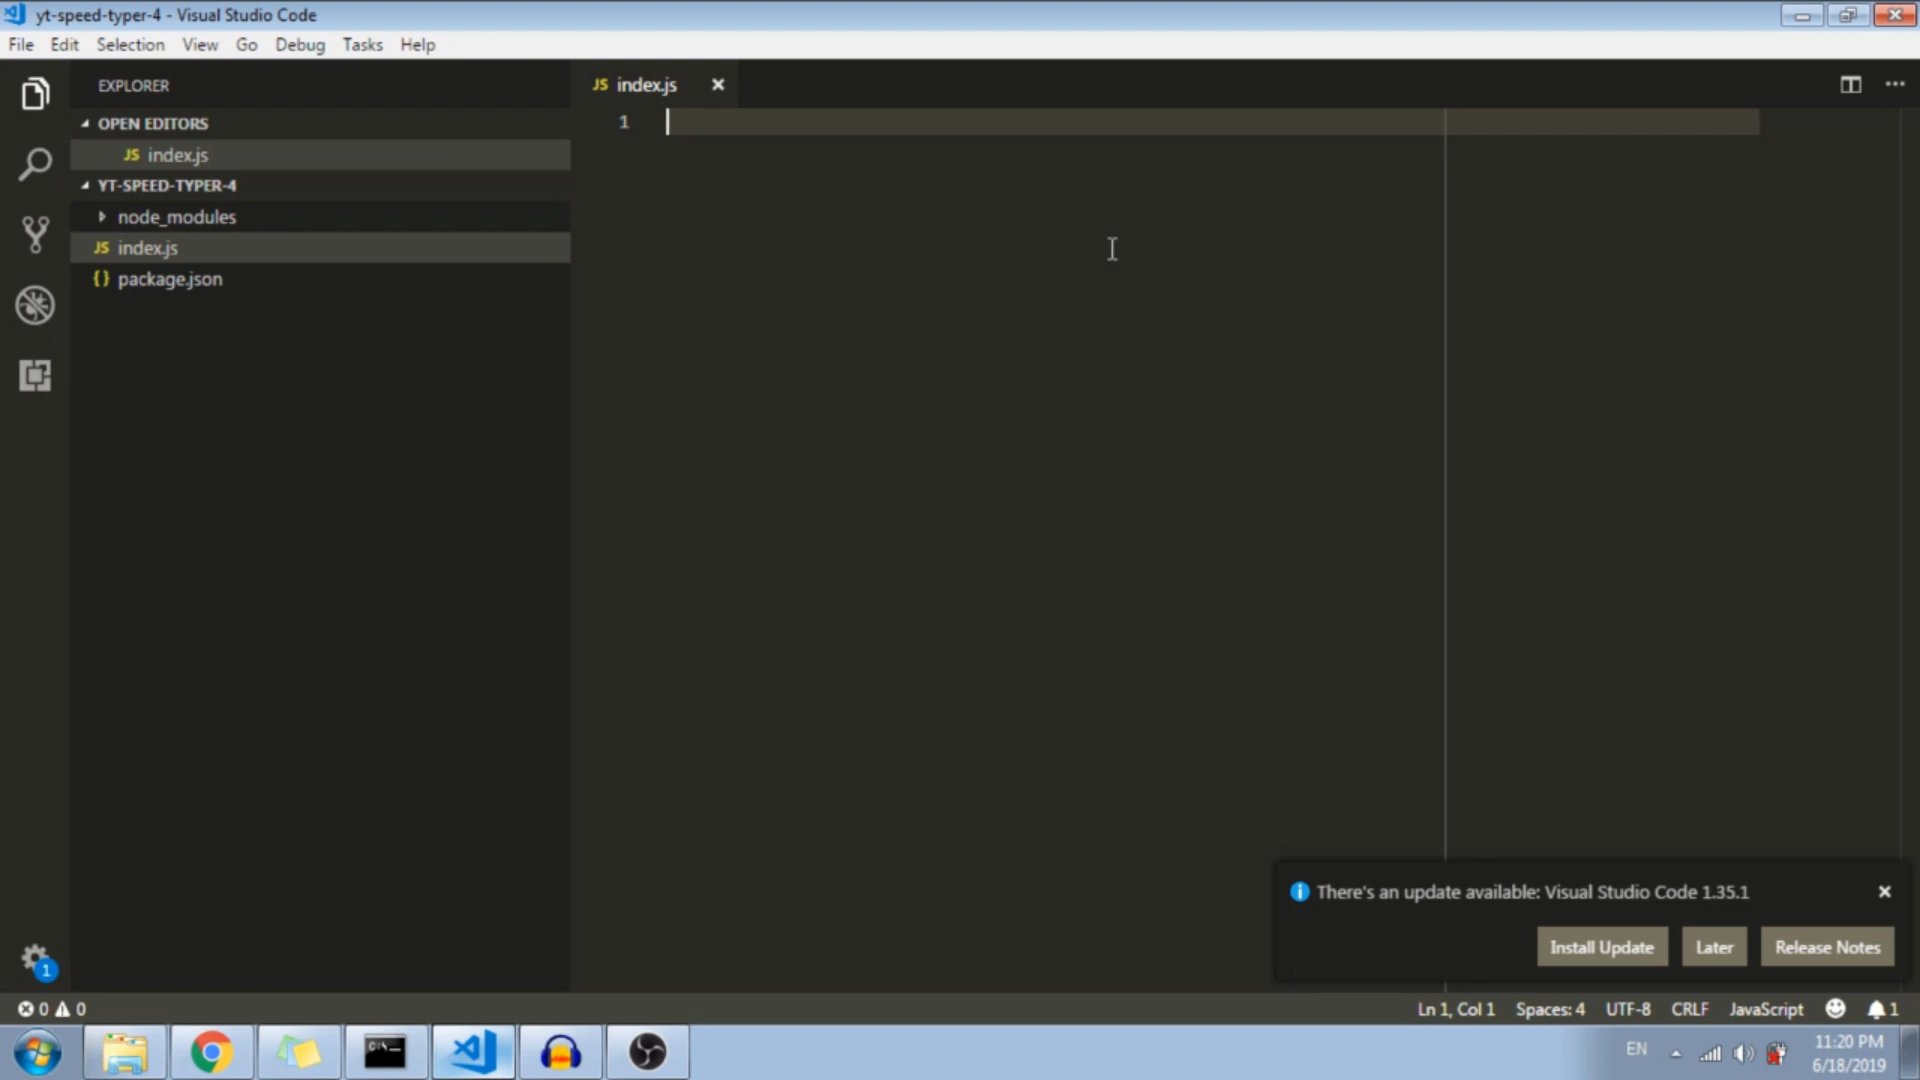 yt-speed-typer-4 - Visual Studio Code
File Edit Selection View Go Debug Tasks Help
EXPLORER
JS index.js
OPEN EDITORS
1
JS index.js
YT-SPEED-TYPER-4
node_modules
JS index.js
{} package.json
There's an update available: Visual Studio Code 1.35.1
Install Update Later Release Notes
1
0 0 Ln 1, Col 1 Spaces: 4 UTF-8 CRLF JavaScript 1
C:\_
EN 11:20 PM
6/18/2019